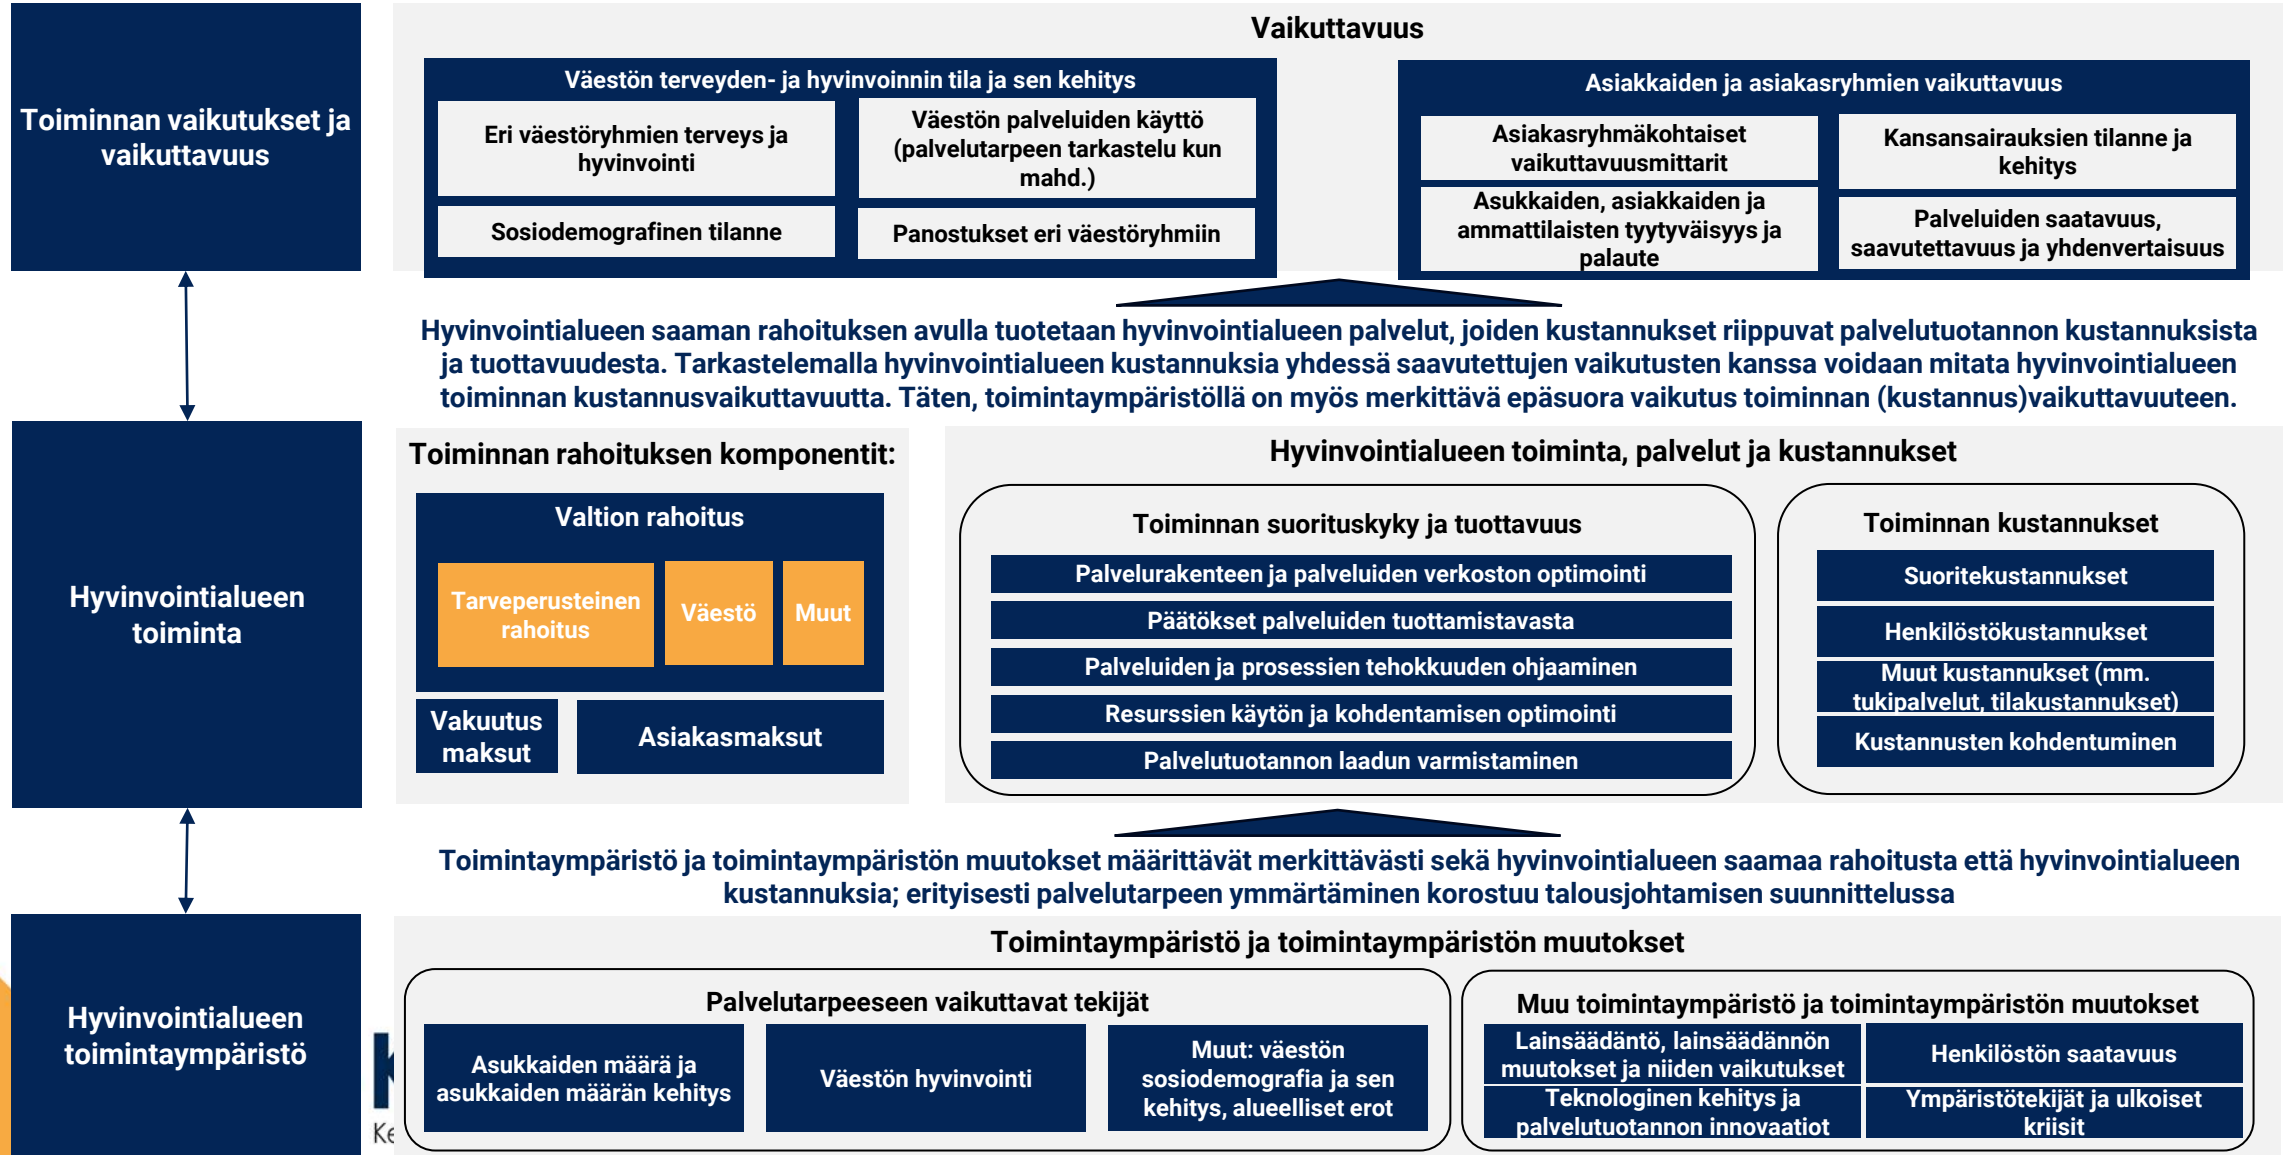 Toiminnan vaikutukset ja
vaikuttavuus
Vaikuttavuus
Väestön terveyden- ja hyvinvoinnin tila ja sen kehitys
Eri väestöryhmien terveys ja
hyvinvointi
Väestön palveluiden käyttö
(palvelutarpeen tarkastelu kun
mahd.)
Sosiodemografinen tilanne
Panostukset eri väestöryhmiin
Asiakkaiden ja asiakasryhmien vaikuttavuus
Asiakasryhmäkohtaiset
vaikuttavuusmittarit
Kansansairauksien tilanne ja
kehitys
Asukkaiden, asiakkaiden ja
ammattilaisten tyytyväisyys ja
palaute
Palveluiden saatavuus,
saavutettavuus ja yhdenvertaisuus
Hyvinvointialueen saaman rahoituksen avulla tuotetaan hyvinvointialueen palvelut, joiden kustannukset riippuvat palvelutuotannon kustannuksista
ja tuottavuudesta. Tarkastelemalla hyvinvointialueen kustannuksia yhdessä saavutettujen vaikutusten kanssa voidaan mitata hyvinvointialueen
toiminnan kustannusvaikuttavuutta. Täten, toimintaympäristöllä on myös merkittävä epäsuora vaikutus toiminnan (kustannus)vaikuttavuuteen.
Hyvinvointialueen
toiminta
Toiminnan rahoituksen komponentit:
Valtion rahoitus
Tarveperusteinen
rahoitus
Väestö
Muut
Vakuutus
maksut
Asiakasmaksut
Hyvinvointialueen toiminta, palvelut ja kustannukset
Toiminnan suorituskyky ja tuottavuus
Palvelurakenteen ja palveluiden verkoston optimointi
Päätökset palveluiden tuottamistavasta
Palveluiden ja prosessien tehokkuuden ohjaaminen
Resurssien käytön ja kohdentamisen optimointi
Palvelutuotannon laadun varmistaminen
Toiminnan kustannukset
Suoritekustannukset
Henkilöstökustannukset
Muut kustannukset (mm.
tukipalvelut, tilakustannukset)
Kustannusten kohdentuminen
Toimintaympäristö ja toimintaympäristön muutokset määrittävät merkittävästi sekä hyvinvointialueen saamaa rahoitusta että hyvinvointialueen
kustannuksia; erityisesti palvelutarpeen ymmärtäminen korostuu talousjohtamisen suunnittelussa
Hyvinvointialueen
toimintaympäristö
Toimintaympäristö ja toimintaympäristön muutokset
Palvelutarpeeseen vaikuttavat tekijät
Asukkaiden määrä ja
asukkaiden määrän kehitys
Väestön hyvinvointi
Muut: väestön
sosiodemografia ja sen
kehitys, alueelliset erot
Muu toimintaympäristö ja toimintaympäristön muutokset
Lainsäädäntö, lainsäädännön
muutokset ja niiden vaikutukset
Henkilöstön saatavuus
Teknologinen kehitys ja
palvelutuotannon innovaatiot
Ympäristötekijät ja ulkoiset
kriisit